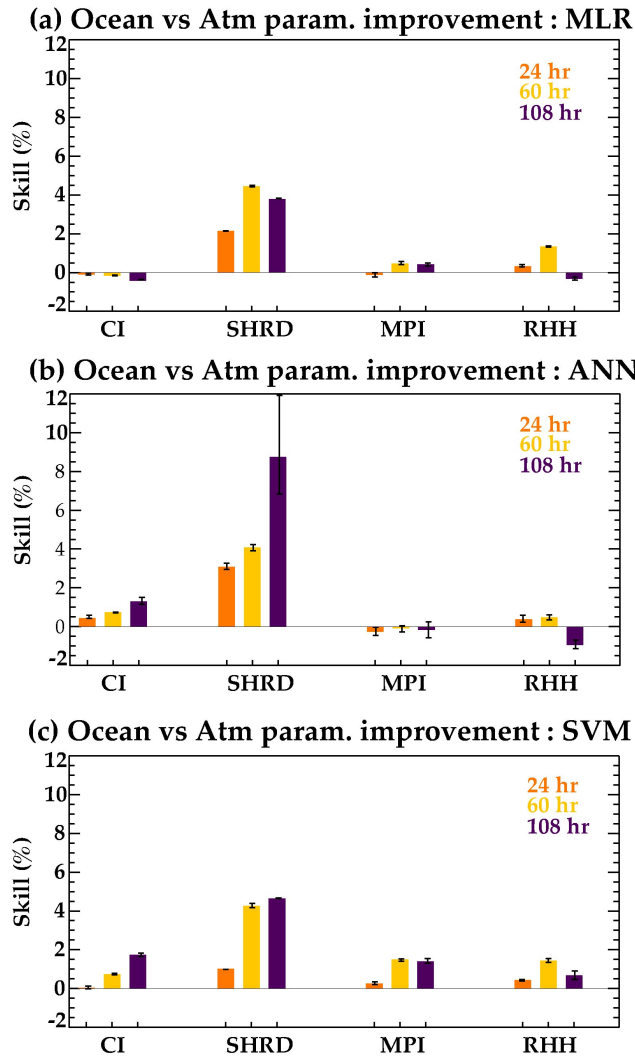 (a) Ocean vs Atm param. improvement : MLR
12
10
8
6
4
2
0
-2
Skill (%)
24 hr
60 hr
108 hr
CI SHRD MPI RHH
(b) Ocean vs Atm param. improvement : ANN
12
10
8
6
4
2
0
-2
Skill (%)
24 hr
60 hr
108 hr
CI SHRD MPI RHH
(c) Ocean vs Atm param. improvement : SVM
12
10
8
6
4
2
0
-2
Skill (%)
24 hr
60 hr
108 hr
CI SHRD MPI RHH